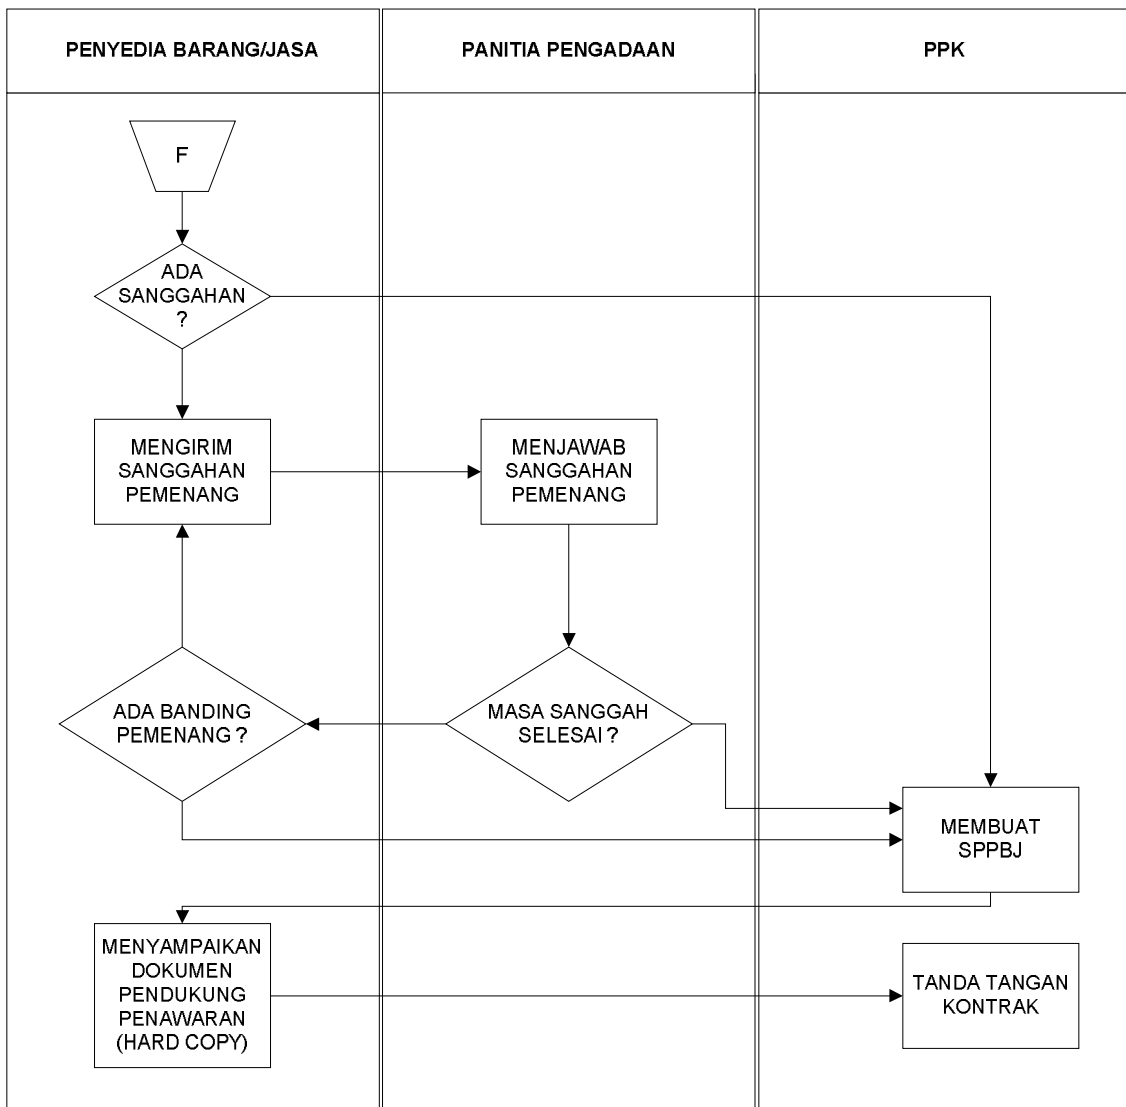 PENYEDIA BARANG/JASA
PANITIA PENGADAAN
PPK
F
ADA
SANGGAHAN
?
MENGIRIM
SANGGAHAN
PEMENANG
MENJAWAB
SANGGAHAN
PEMENANG
ADA BANDING
PEMENANG ?
MASA SANGGAH
SELESAI ?
MEMBUAT
SPPBJ
MENYAMPAIKAN
DOKUMEN
PENDUKUNG
PENAWARAN
(HARD COPY)
TANDA TANGAN
KONTRAK